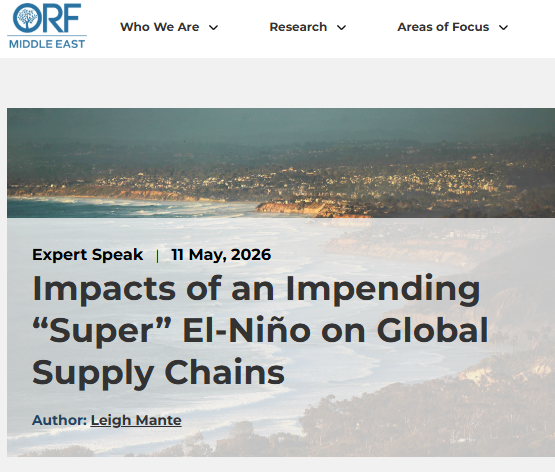 ORF
MIDDLE EAST
Who We Are
Research
Areas of Focus
Expert Speak | 11 May, 2026
Impacts of an Impending
“Super” El-Niño on Global
Supply Chains
Author: Leigh Mante